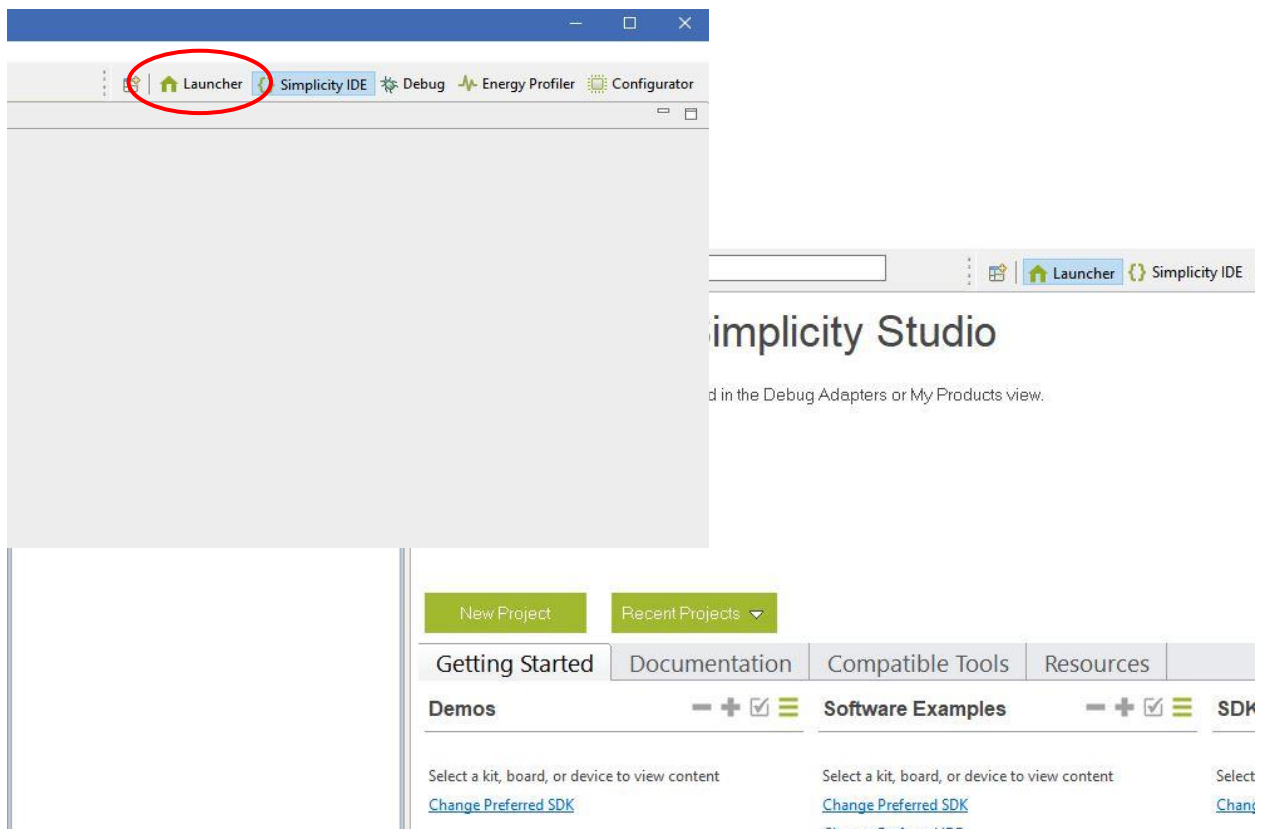 Launcher {} Simplicity IDE Debug Energy Profiler Configurator
Launcher {} Simplicity IDE
implicity Studio
d in the Debug Adapters or My Products view.
New Project Recent Projects
Getting Started Documentation Compatible Tools Resources
Demos Software Examples SDK
Select a kit, board, or device to view content Select a kit, board, or device to view content Select
Change Preferred SDK Change Preferred SDK Chang